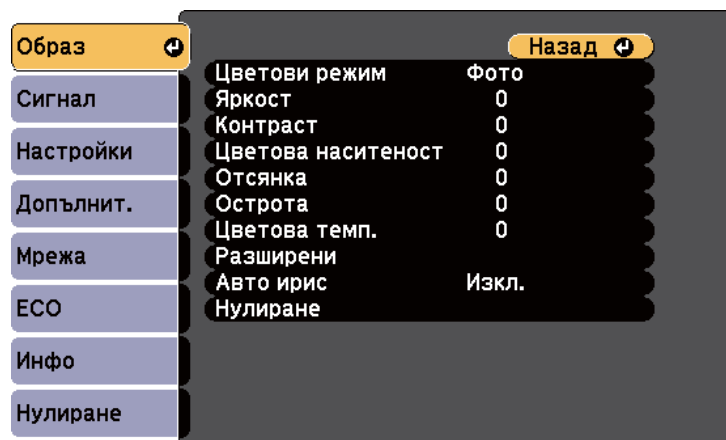 Образ
Сигнал
Настройки
Допълнит.
Мрежа
ECO
Инфо
Нулиране
Назад
Цветови режим Фото
Яркост 0
Контраст 0
Цветова наситеност 0
Отсянка 0
Острота 0
Цветова темп. 0
Разширени
Авто ирис Изкл.
Нулиране